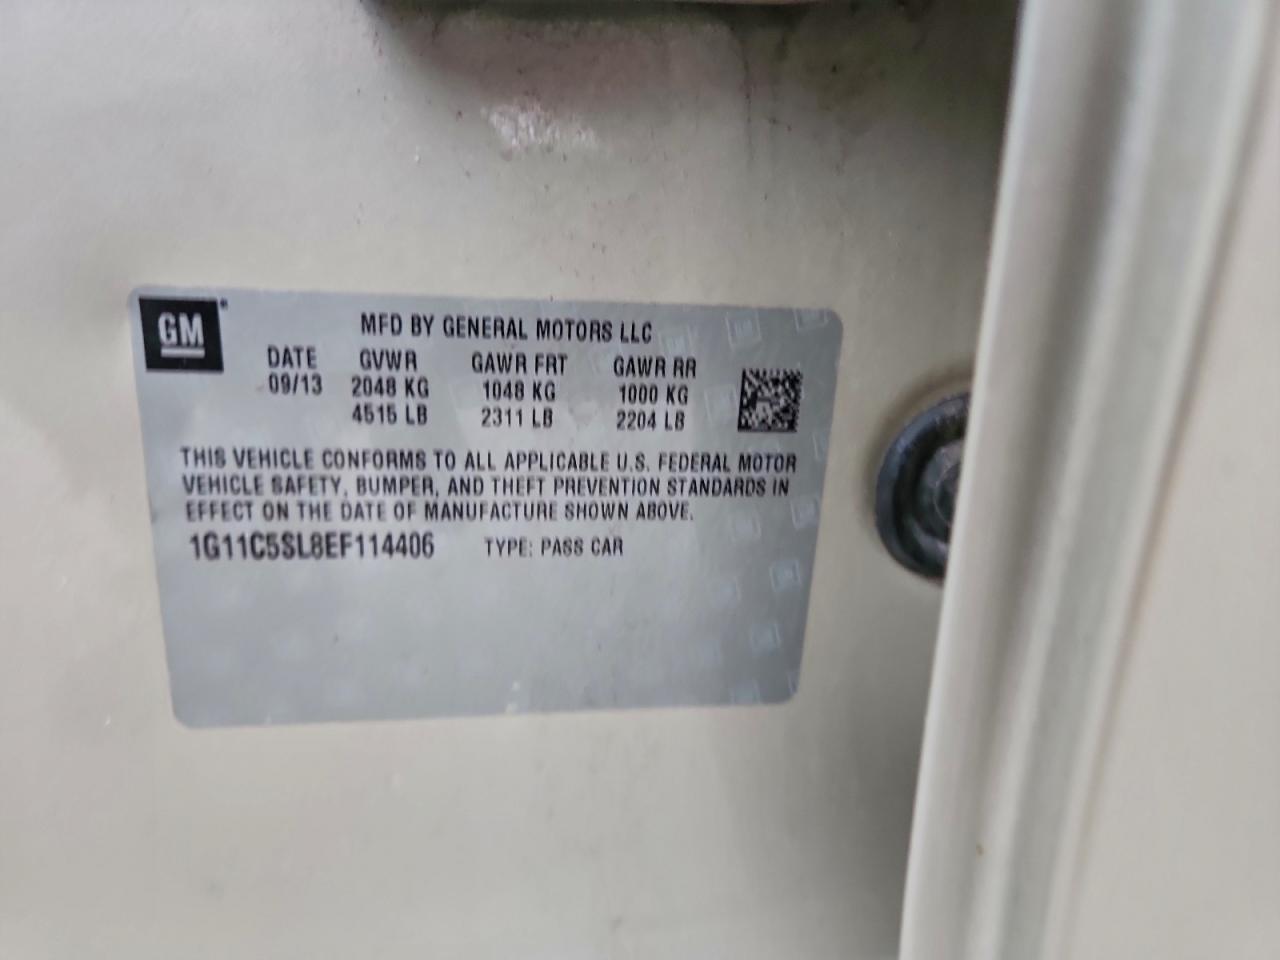 GM
MFD BY GENERAL MOTORS LLC
DATE GVWR GAWR FRT GAWR RR
09/13 2048 KG 1048 KG 1000 KG
4515 LB 2311 LB 2204 LB
THIS VEHICLE CONFORMS TO ALL APPLICABLE U.S. FEDERAL MOTOR
VEHICLE SAFETY, BUMPER, AND THEFT PREVENTION STANDARDS IN
EFFECT ON THE DATE OF MANUFACTURE SHOWN ABOVE.
1G11C5SL8EF114406 TYPE: PASS CAR